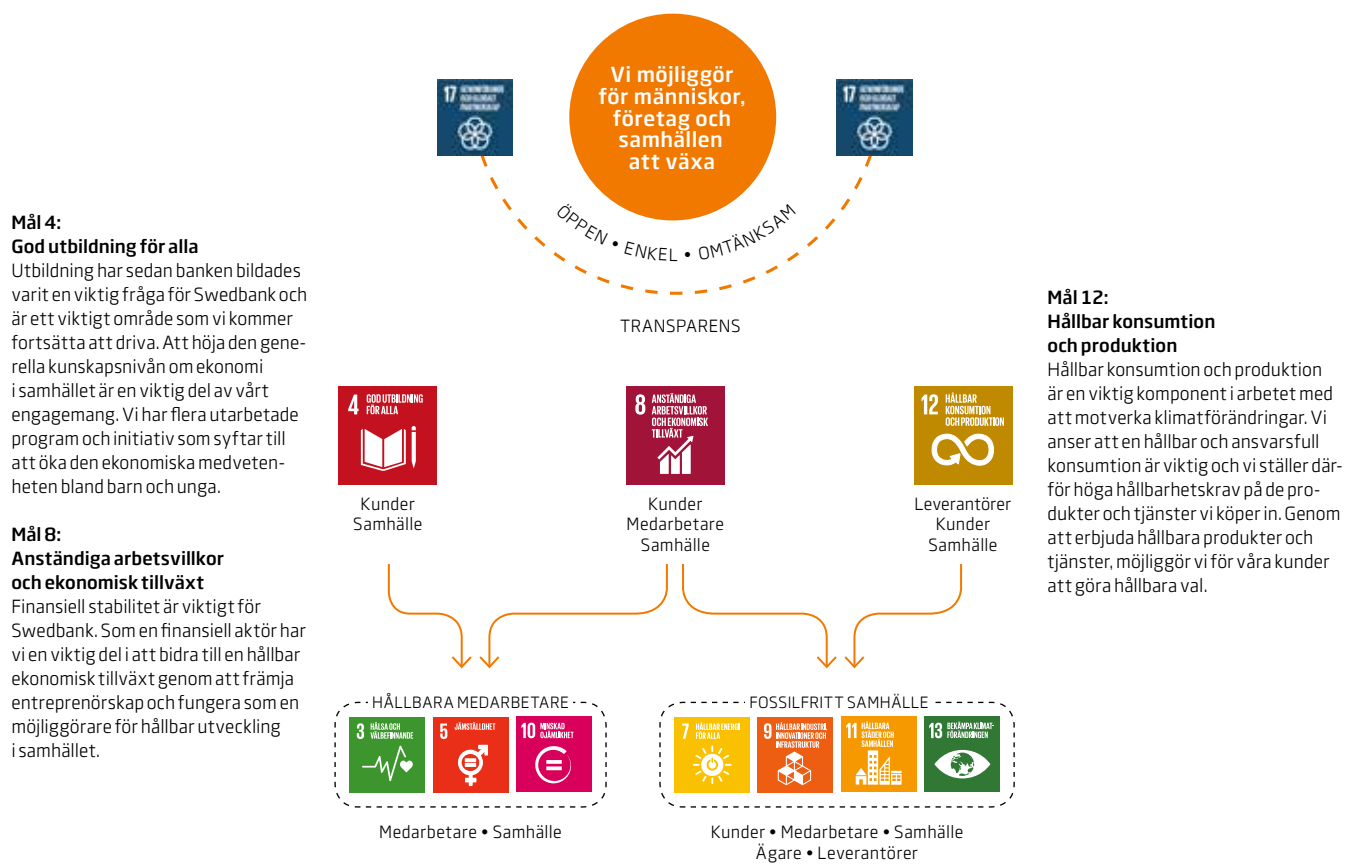 Vi möjliggör
för människor,
företag och
samhällen
att växa
17 GENOMFÖRANDE
OCH GLOBALT
PARTNERSKAP
17 GENOMFÖRANDE
OCH GLOBALT
PARTNERSKAP
ÖPPEN • ENKEL • OMTÄNKSAM
TRANSPARENS
Mål 4:
God utbildning för alla
Utbildning har sedan banken bildades
varit en viktig fråga för Swedbank och
är ett viktigt område som vi kommer
fortsätta att driva. Att höja den gene-
rella kunskapsnivån om ekonomi
i samhället är en viktig del av vårt
engagemang. Vi har flera utarbetade
program och initiativ som syftar till
att öka den ekonomiska medveten-
heten bland barn och unga.
Mål 8:
Anständiga arbetsvillkor
och ekonomisk tillväxt
Finansiell stabilitet är viktigt för
Swedbank. Som en finansiell aktör har
vi en viktig del i att bidra till en hållbar
ekonomisk tillväxt genom att främja
entreprenörskap och fungera som en
möjliggörare för hållbar utveckling
i samhället.
4 GOD UTBILDNING
FÖR ALLA
Kunder
Samhälle
8 ANSTÄNDIGA
ARBETSVILLKOR
OCH EKONOMISK
TILLVÄXT
Kunder
Medarbetare
Samhälle
12 HÅLLBAR
KONSUMTION
OCH PRODUKTION
Leverantörer
Kunder
Samhälle
Mål 12:
Hållbar konsumtion
och produktion
Hållbar konsumtion och produktion
är en viktig komponent i arbetet med
att motverka klimatförändringar. Vi
anser att en hållbar och ansvarsfull
konsumtion är viktig och vi ställer där-
för höga hållbarhetskrav på de pro-
dukter och tjänster vi köper in. Genom
att erbjuda hållbara produkter och
tjänster, möjliggör vi för våra kunder
att göra hållbara val.
HÅLLBARA MEDARBETARE
3 HÄLSA OCH
VÄLBEFINNANDE
5 JÄMSTÄLLDHET
10 MINSKAD
OJÄMLIKHET
Medarbetare • Samhälle
FOSSILFRITT SAMHÄLLE
7 HÅLLBAR ENERGI
FÖR ALLA
9 HÅLLBAR INDUSTRI,
INNOVATIONER OCH
INFRASTRUKTUR
11 HÅLLBARA
STÄDER OCH
SAMHÄLLEN
13 BEKÄMPA KLIMAT-
FÖRÄNDRINGEN
Kunder • Medarbetare • Samhälle
Ägare • Leverantörer